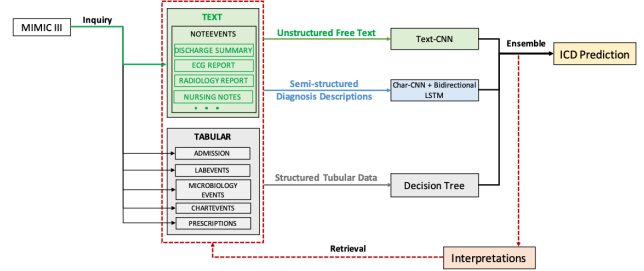 MIMIC III
Inquiry
TEXT
NOTEEVENTS
DISCHARGE SUMMARY
ECG REPORT
RADIOLOGY REPORT
NURSING NOTES
• • •
TABULAR
ADMISSION
LABEVENTS
MICROBIOLOGY
EVENTS
CHARTEVENTS
PRESCRIPTIONS
Unstructured Free Text
Semi-structured
Diagnosis Descriptions
Structured Tubular Data
Text-CNN
Char-CNN + Bidirectional
LSTM
Decision Tree
Ensemble
ICD Prediction
Retrieval
Interpretations